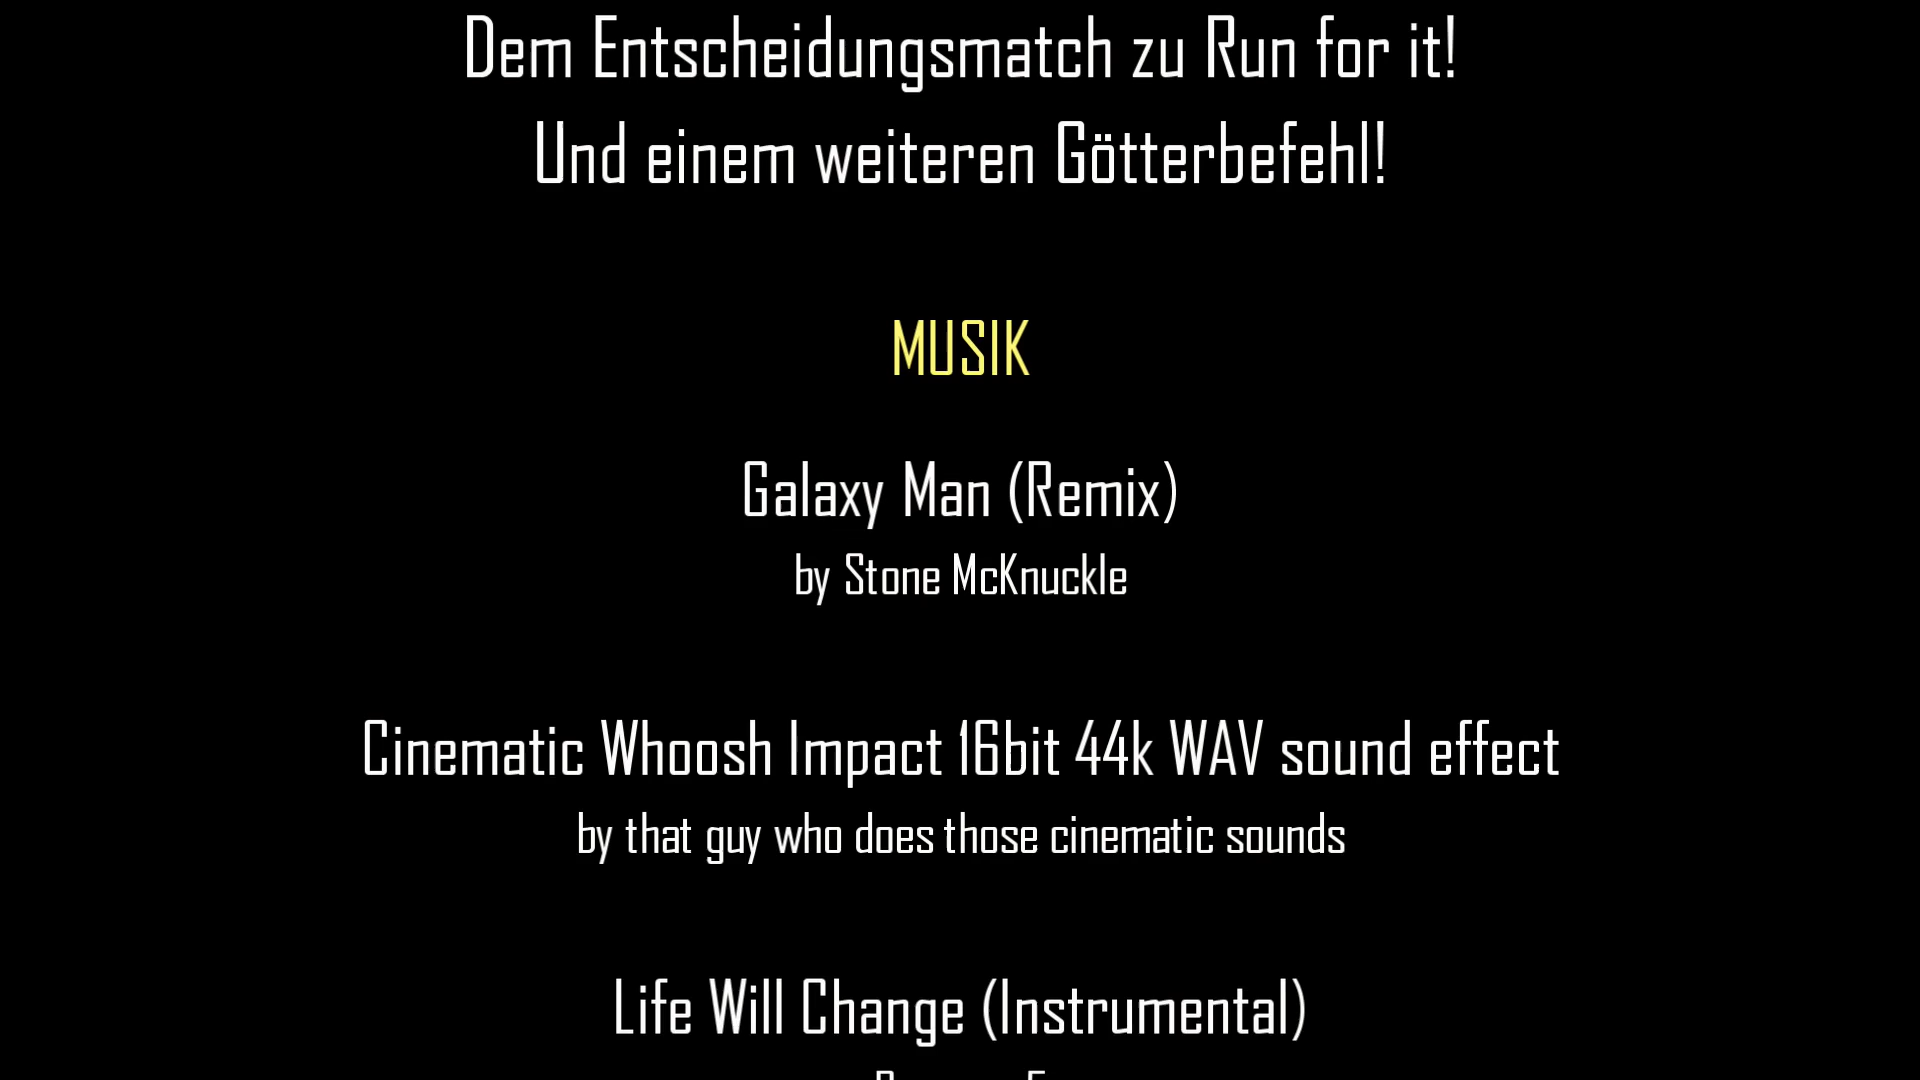 Dem Entscheidungsmatch zu Run for it!
Und einem weiteren Götterbefehl!
MUSIK
Galaxy Man (Remix)
by Stone McKnuckle
Cinematic Whoosh Impact 16bit 44k WAV sound effect
by that guy who does those cinematic sounds
Life Will Change (Instrumental)